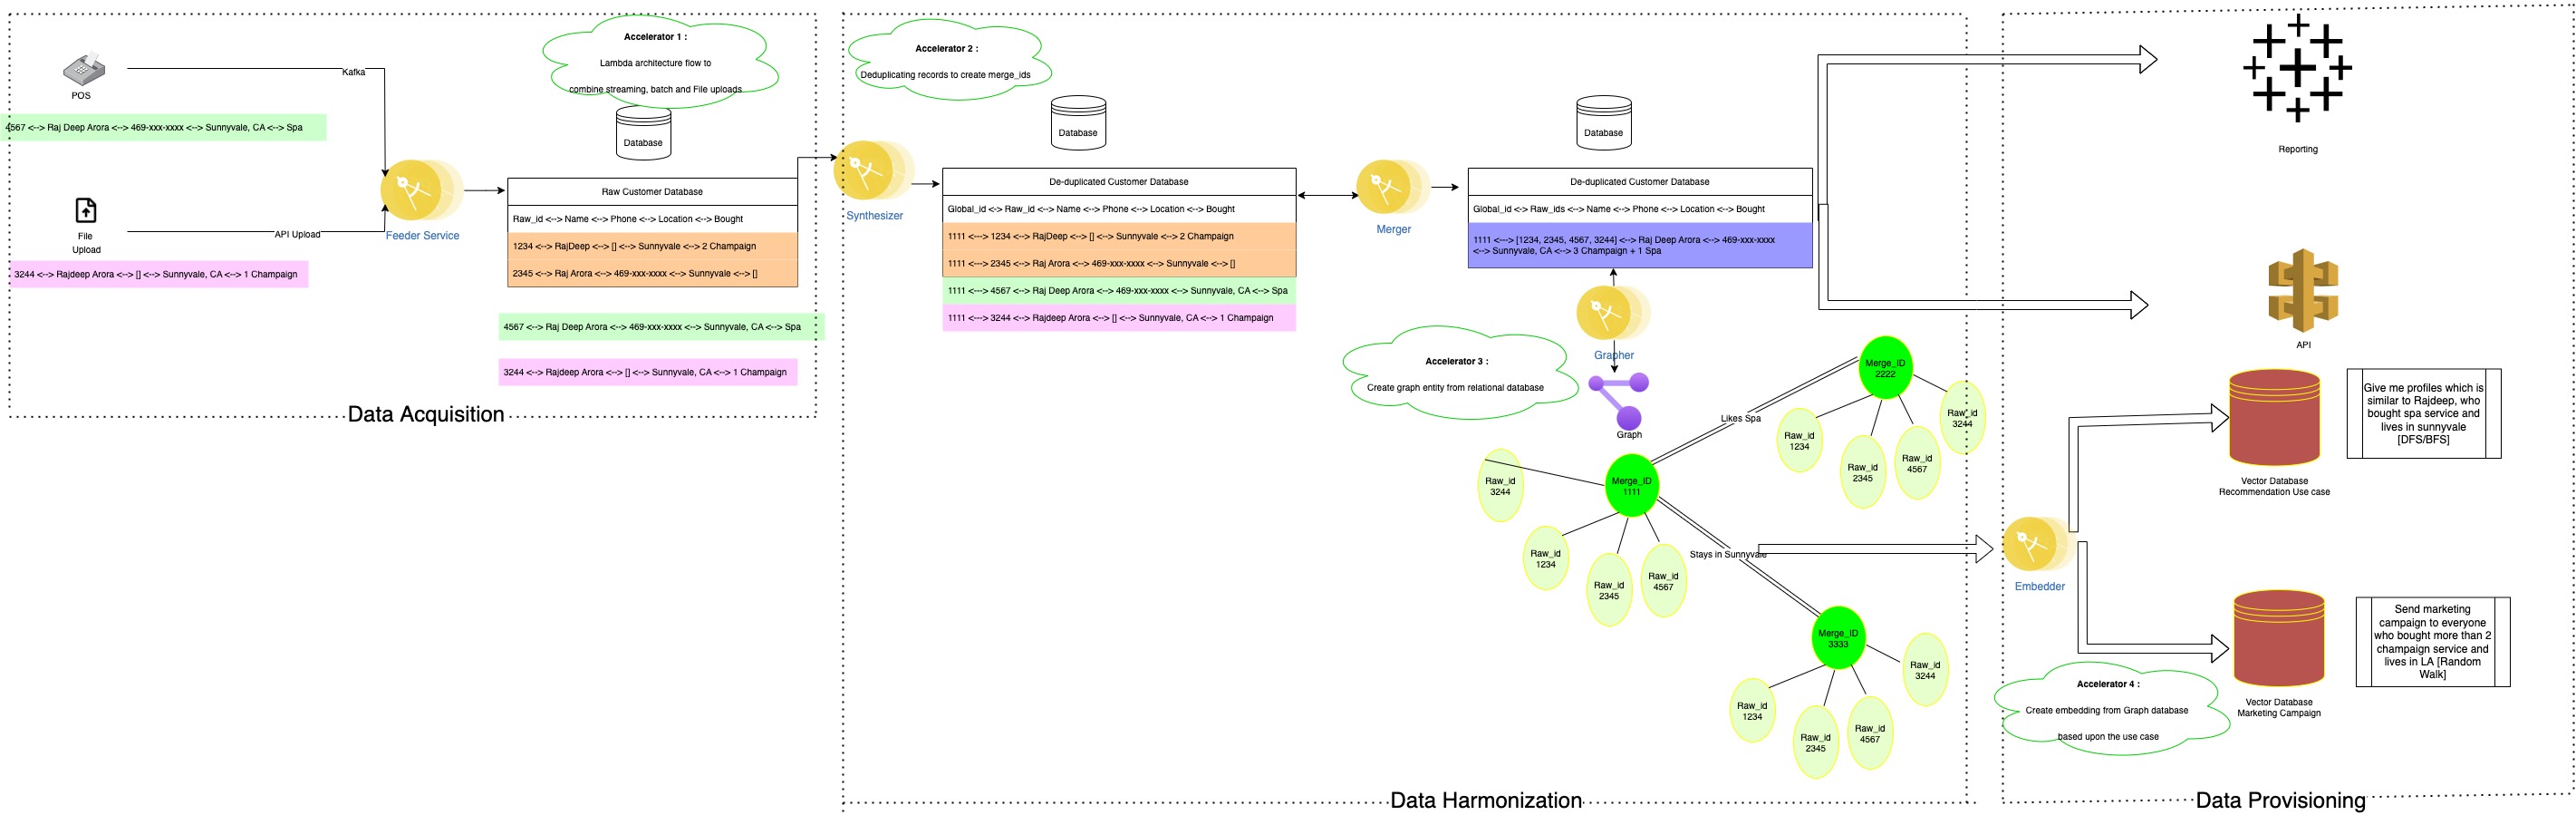 POS
Kafka
4567 <--> Raj Deep Arora <--> 469-xxx-xxxx <--> Sunnyvale, CA <--> Spa
File
Upload
API Upload
3244 <--> Rajdeep Arora <--> [] <--> Sunnyvale, CA <--> 1 Champaign
Feeder Service
Accelerator 1 :
Lambda architecture flow to
combine streaming, batch and File uploads
Database
Raw Customer Database
Raw_id <--> Name <--> Phone <--> Location <--> Bought
1234 <--> RajDeep <--> [] <--> Sunnyvale <--> 2 Champaign
2345 <--> Raj Arora <--> 469-xxx-xxxx <--> Sunnyvale <--> []
4567 <--> Raj Deep Arora <--> 469-xxx-xxxx <--> Sunnyvale, CA <--> Spa
3244 <--> Rajdeep Arora <--> [] <--> Sunnyvale, CA <--> 1 Champaign
Data Acquisition
Accelerator 2 :
Deduplicating records to create merge_ids
Synthesizer
Database
De-duplicated Customer Database
Global_id <-> Raw_id <--> Name <--> Phone <--> Location <--> Bought
1111 <---> 1234 <--> RajDeep <--> [] <--> Sunnyvale <--> 2 Champaign
1111 <---> 2345 <--> Raj Arora <--> 469-xxx-xxxx <--> Sunnyvale <--> []
1111 <---> 4567 <--> Raj Deep Arora <--> 469-xxx-xxxx <--> Sunnyvale, CA <--> Spa
1111 <---> 3244 <--> Rajdeep Arora <--> [] <--> Sunnyvale, CA <--> 1 Champaign
Merger
Database
De-duplicated Customer Database
Global_id <-> Raw_ids <--> Name <--> Phone <--> Location <--> Bought
1111 <---> [1234, 2345, 4567, 3244] <--> Raj Deep Arora <--> 469-xxx-xxxx
<--> Sunnyvale, CA <--> 3 Champaign + 1 Spa
Grapher
Accelerator 3 :
Create graph entity from relational database
Graph
Merge_ID
2222
Raw_id
1234
Raw_id
2345
Raw_id
4567
Raw_id
3244
Likes Spa
Merge_ID
1111
Raw_id
3244
Raw_id
1234
Raw_id
2345
Raw_id
4567
Stays in Sunnyvale
Merge_ID
3333
Raw_id
1234
Raw_id
2345
Raw_id
4567
Raw_id
3244
Data Harmonization
Reporting
API
Embedder
Vector Database
Recommendation Use case
Give me profiles which is
similar to Rajdeep, who
bought spa service and
lives in sunnyvale
[DFS/BFS]
Vector Database
Marketing Campaign
Send marketing
campaign to everyone
who bought more than 2
champaign service and
lives in LA [Random
Walk]
Accelerator 4 :
Create embedding from Graph database
based upon the use case
Data Provisioning